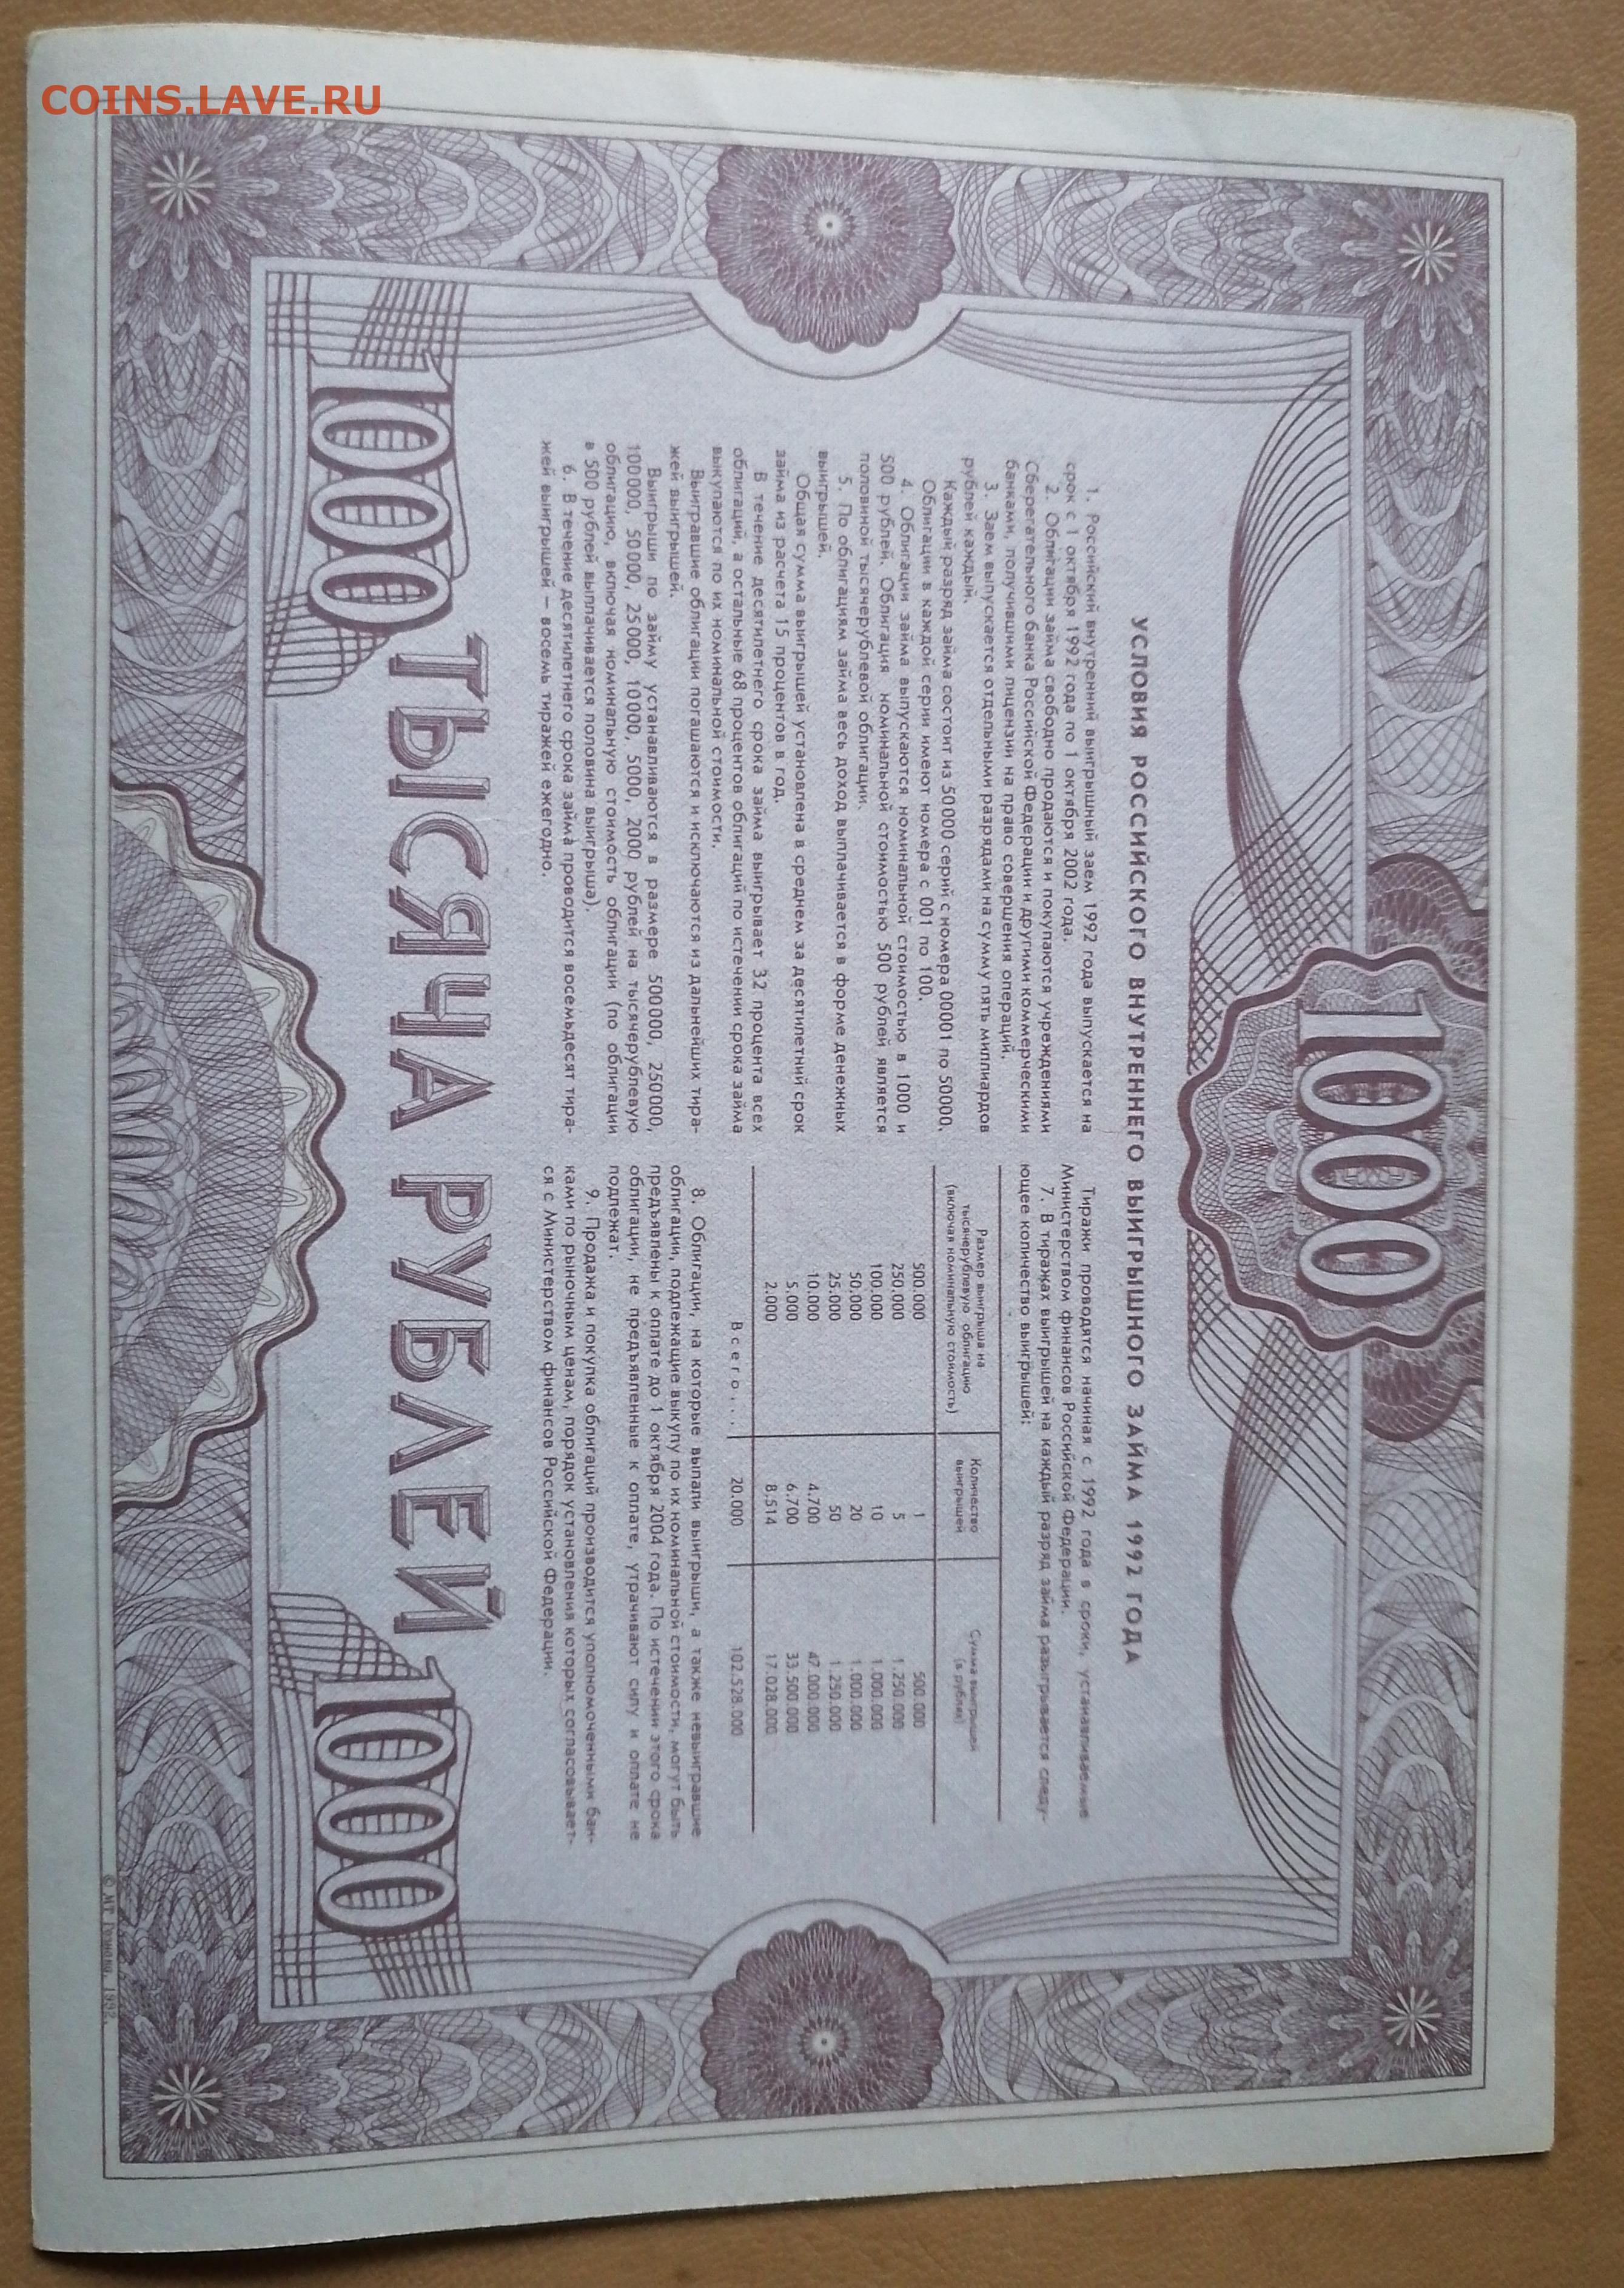 COINS.LAVE.RU
1000
УСЛОВИЯ РОССИЙСКОГО ВНУТРЕННЕГО ВЫИГРЫШНОГО ЗАЙМА 1992 ГОДА
1. Российский внутренний выигрышный заем 1992 года выпускается на
срок с 1 октября 1992 года по 1 октября 2002 года.
2. Облигации займа свободно продаются и покупаются учреждениями
Сберегательного банка Российской Федерации и другими коммерческими
банками, получившими лицензии на право совершения операций.
3. Заем выпускается отдельными разрядами на сумму пять миллиардов
рублей каждый.
Каждый разряд займа состоит из 50000 серий с номера 00001 по 50000.
Облигации в каждой серии имеют номера с 001 по 100.
4. Облигации займа выпускаются номинальной стоимостью в 1000 и
500 рублей. Облигация номинальной стоимостью 500 рублей является
половиной тысячерублевой облигации.
5. По облигациям займа весь доход выплачивается в форме денежных
выигрышей.
Общая сумма выигрышей установлена в среднем за десятилетний срок
займа из расчета 15 процентов в год.
В течение десятилетнего срока займа выигрывает 32 процента всех
облигаций, а остальные 68 процентов облигаций по истечении срока займа
выкупаются по их номинальной стоимости.
Выигравшие облигации погашаются и исключаются из дальнейших тира-
жей выигрышей.
Выигрыши по займу устанавливаются в размере 500000, 250000,
100000, 50000, 25000, 10000, 5000, 2000 рублей на тысячерублевую
облигацию, включая номинальную стоимость облигации (по облигации
в 500 рублей выплачивается половина выигрыша).
6. В течение десятилетнего срока займа проводится восемьдесят тира-
жей выигрышей — восемь тиражей ежегодно.
Тиражи проводятся начиная с 1992 года в сроки, устанавливаемые
Министерством финансов Российской Федерации.
7. В тиражах выигрышей на каждый разряд займа разыгрывается следу-
ющее количество выигрышей:
Размер выигрыша на тысячерублевую облигацию (включая номинальную стоимость) Количество выигрышей Сумма выигрышей (в рублях)
500.000 1 500.000
250.000 5 1.250.000
100.000 10 1.000.000
50.000 20 1.000.000
25.000 50 1.250.000
10.000 4.700 47.000.000
5.000 6.700 33.500.000
2.000 8.514 17.028.000
Всего.... 20.000 102.528.000
8. Облигации, на которые выпали выигрыши, а также невыигравшие
облигации, подлежащие выкупу по их номинальной стоимости, могут быть
предъявлены к оплате до 1 октября 2004 года. По истечении этого срока
облигации, не предъявленные к оплате, утрачивают силу и оплате не
подлежат.
9. Продажа и покупка облигаций производится уполномоченными бан-
ками по рыночным ценам, порядок установления которых согласовывает-
ся с Министерством финансов Российской Федерации.
1000 ТЫСЯЧА РУБЛЕЙ 1000
© МТ Гознака. 1992.